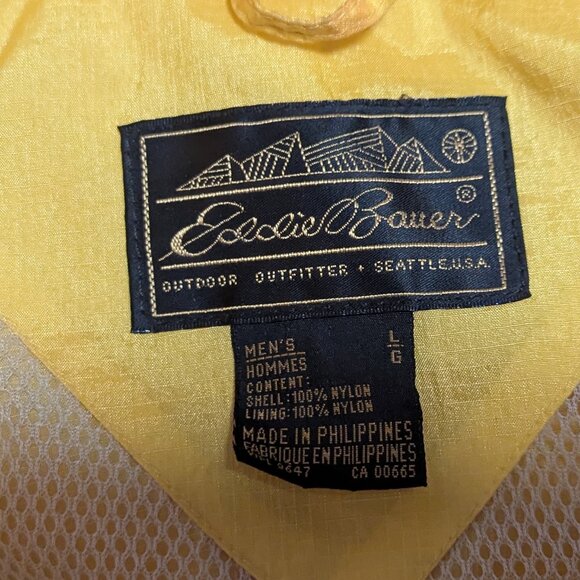 Eddie Bauer ®
OUTDOOR OUTFITTER • SEATTLE,U.S.A.
MEN'S L
HOMMES G
CONTENT:
SHELL: 100% NYLON
LINING: 100% NYLON
MADE IN PHILIPPINES
FABRIQUE EN PHILIPPINES
CA 00665